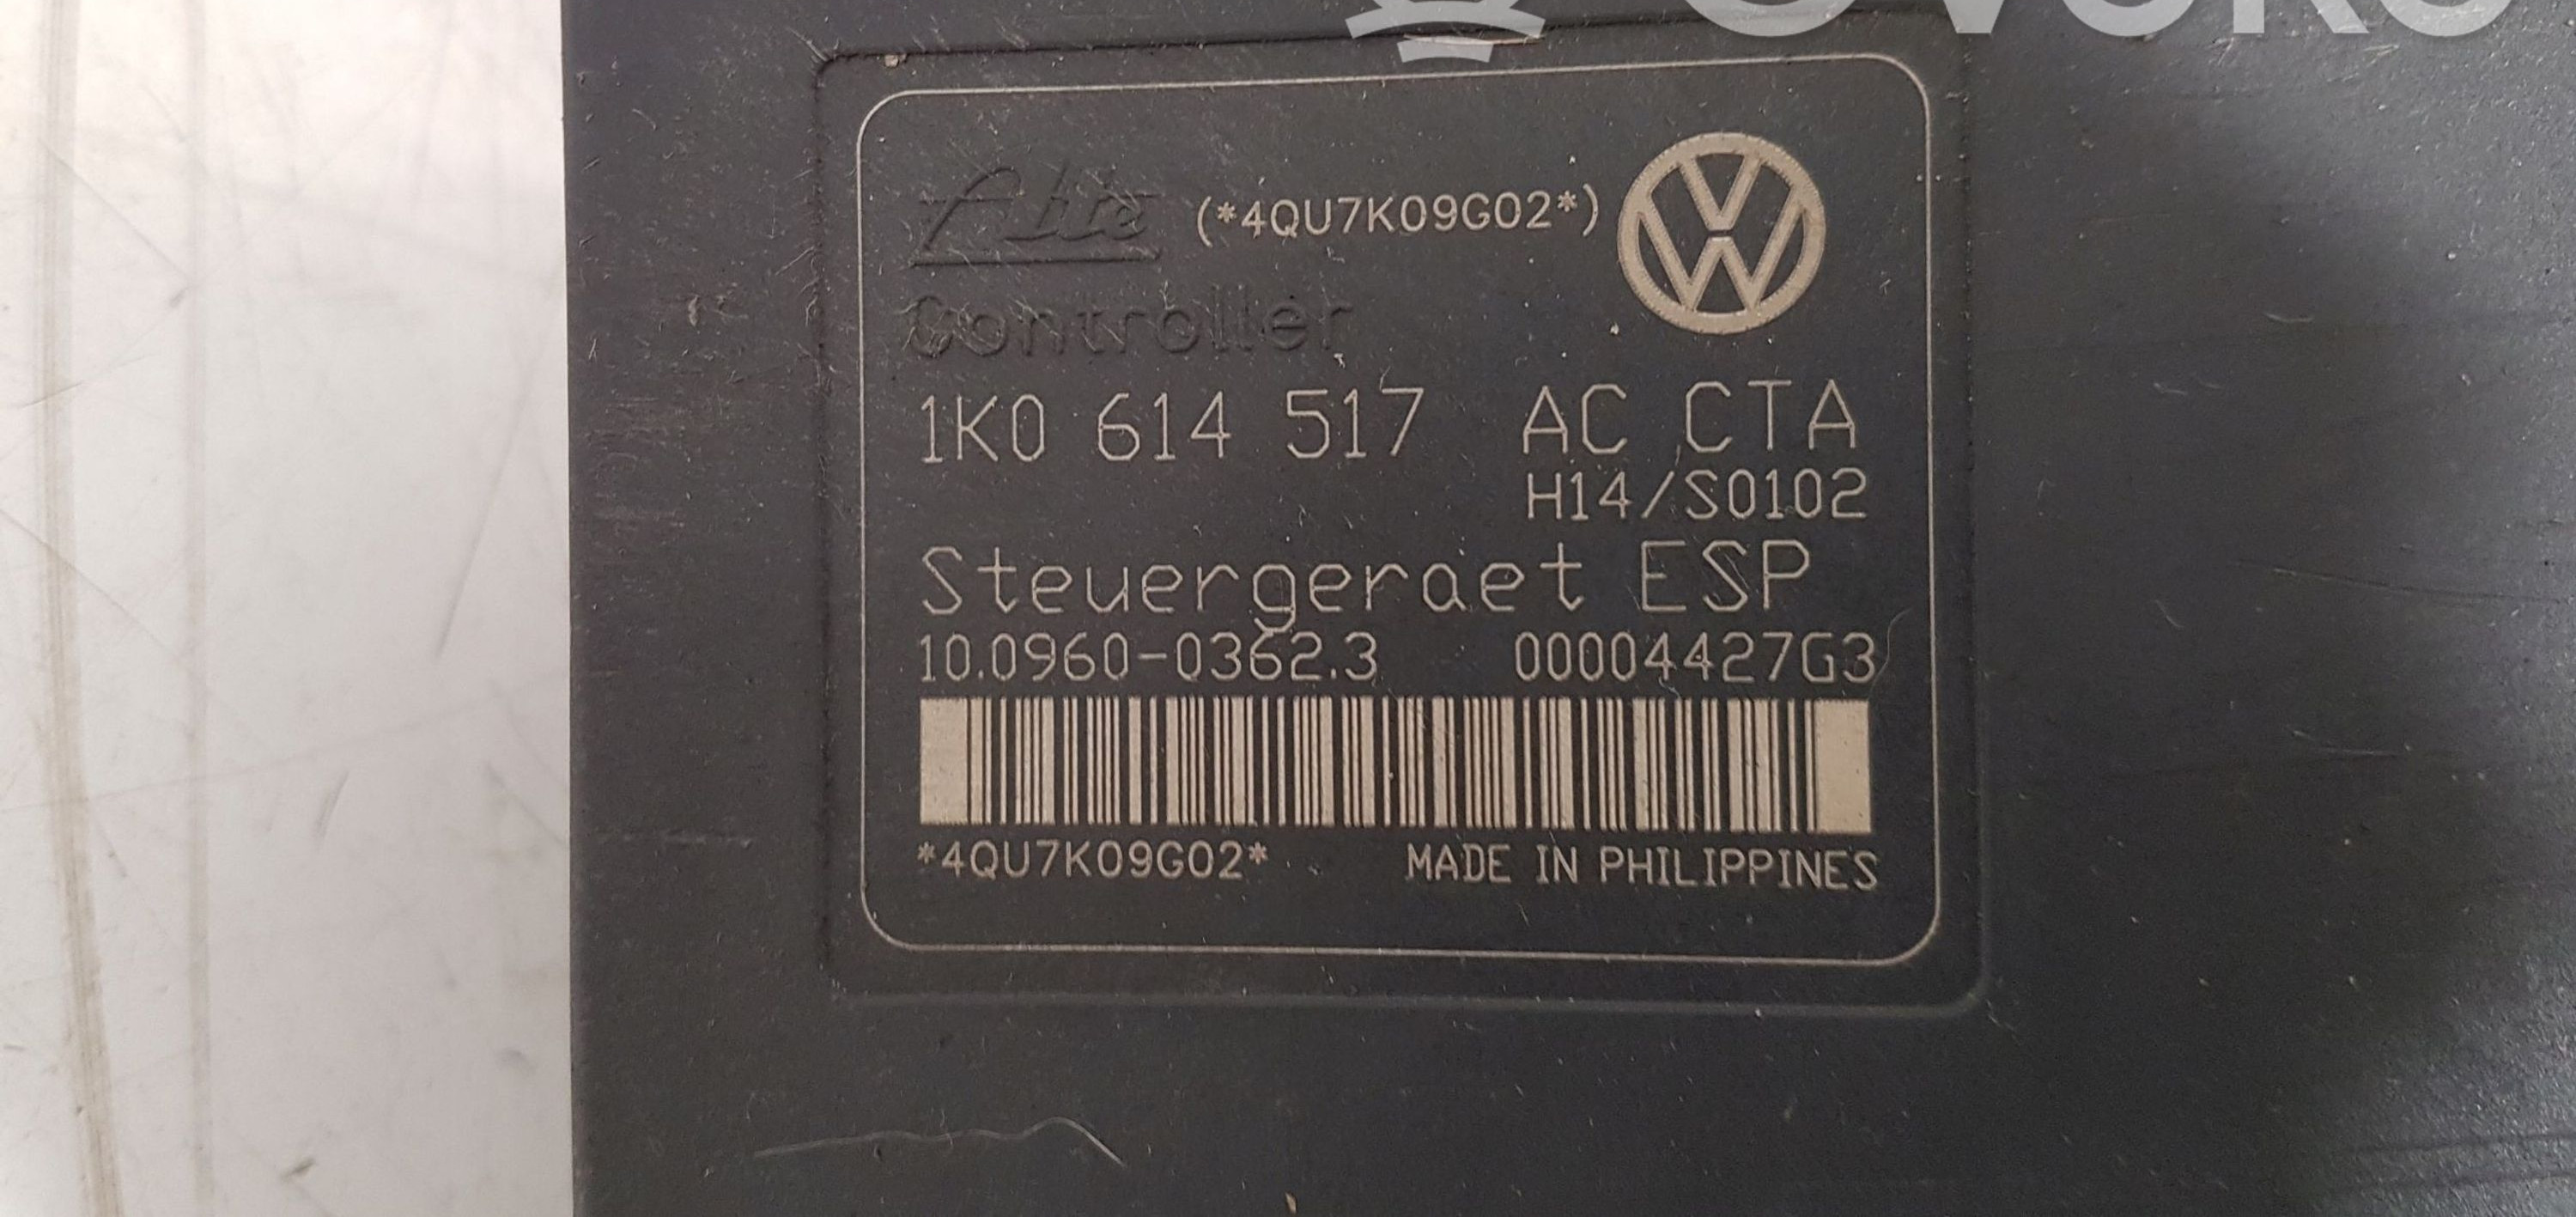 Ate (*4QU7K09G02*)
Controller
1K0 614 517 AC CTA
H14/S0102
Steuergeraet ESP
10.0960-0362.3 00004427G3
*4QU7K09G02* MADE IN PHILIPPINES